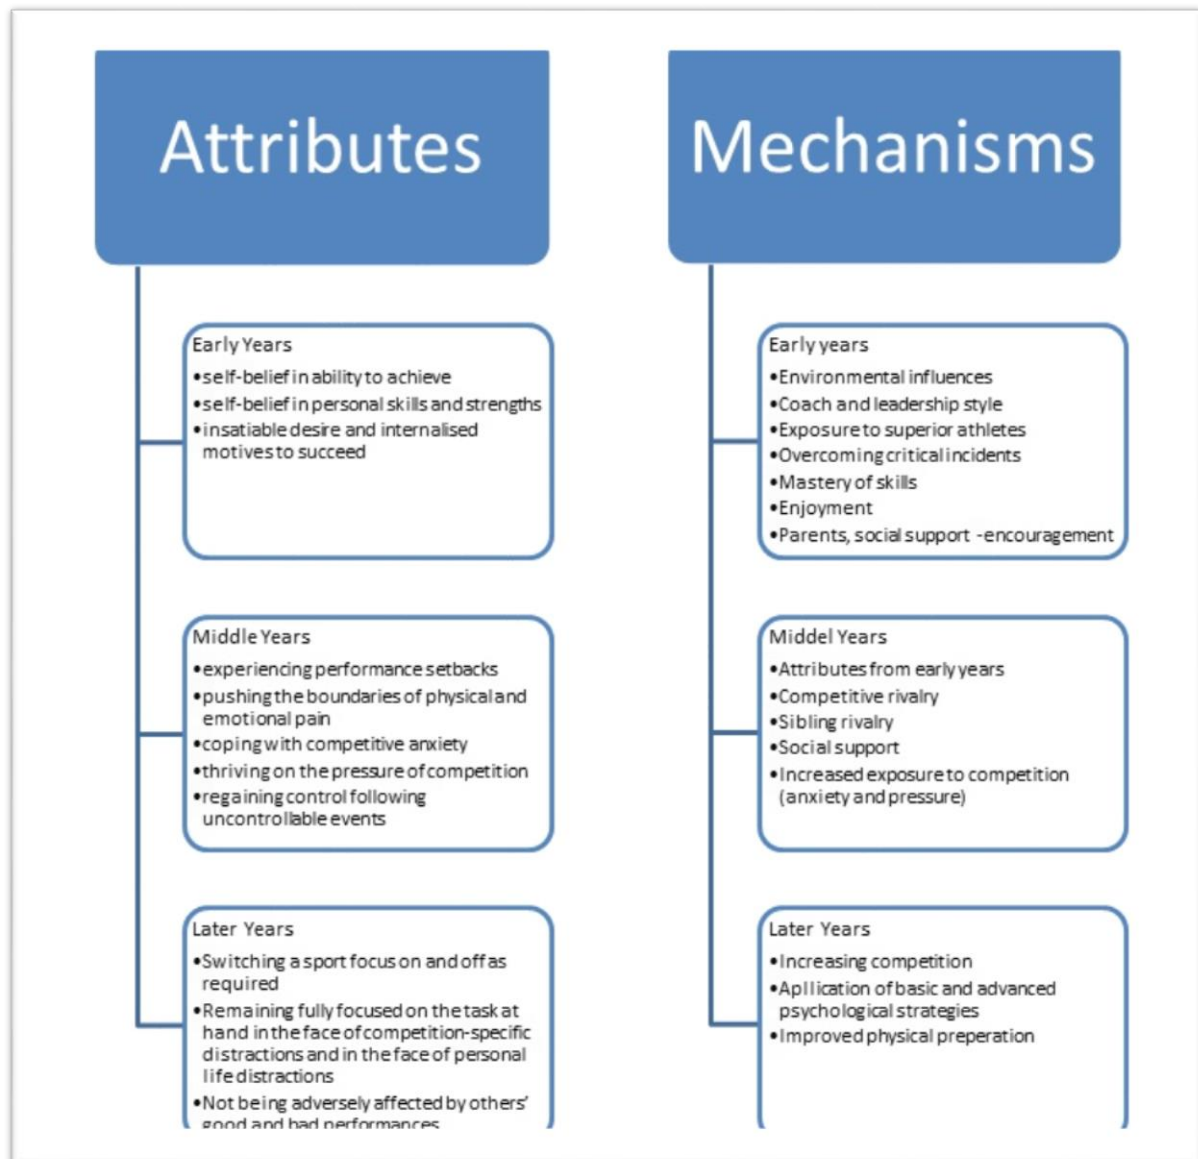 Attributes
Early Years
•self-belief in ability to achieve
•self-belief in personal skills and strengths
•insatiable desire and internalised
motives to succeed
Middle Years
•experiencing performance setbacks
•pushing the boundaries of physical and
emotional pain
•coping with competitive anxiety
•thriving on the pressure of competition
•regaining control following
uncontrollable events
Later Years
•Switching a sport focus on and off as
required
•Remaining fully focused on the task at
hand in the face of competition-specific
distractions and in the face of personal
life distractions
•Not being adversely affected by others'
good and bad performances
Mechanisms
Early years
•Environmental influences
•Coach and leadership style
•Exposure to superior athletes
•Overcoming critical incidents
•Mastery of skills
•Enjoyment
•Parents, social support -encouragement
Middel Years
•Attributes from early years
•Competitive rivalry
•Sibling rivalry
•Social support
•Increased exposure to competition
(anxiety and pressure)
Later Years
•Increasing competition
•Apllication of basic and advanced
psychological strategies
•Improved physical preperation